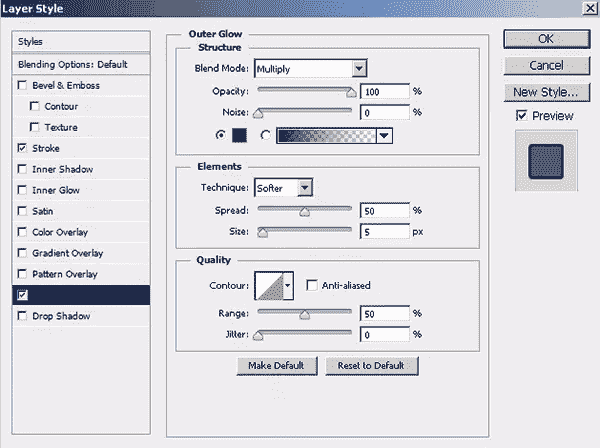 Layer Style
Styles
Blending Options: Default
Bevel & Emboss
Contour
Texture
Stroke
Inner Shadow
Inner Glow
Satin
Color Overlay
Gradient Overlay
Pattern Overlay
Drop Shadow
Outer Glow
Structure
Blend Mode: Multiply
Opacity: 100 %
Noise: 0 %
Elements
Technique: Softer
Spread: 50 %
Size: 5 px
Quality
Contour: Anti-aliased
Range: 50 %
Jitter: 0 %
Make Default Reset to Default
OK
Cancel
New Style...
Preview